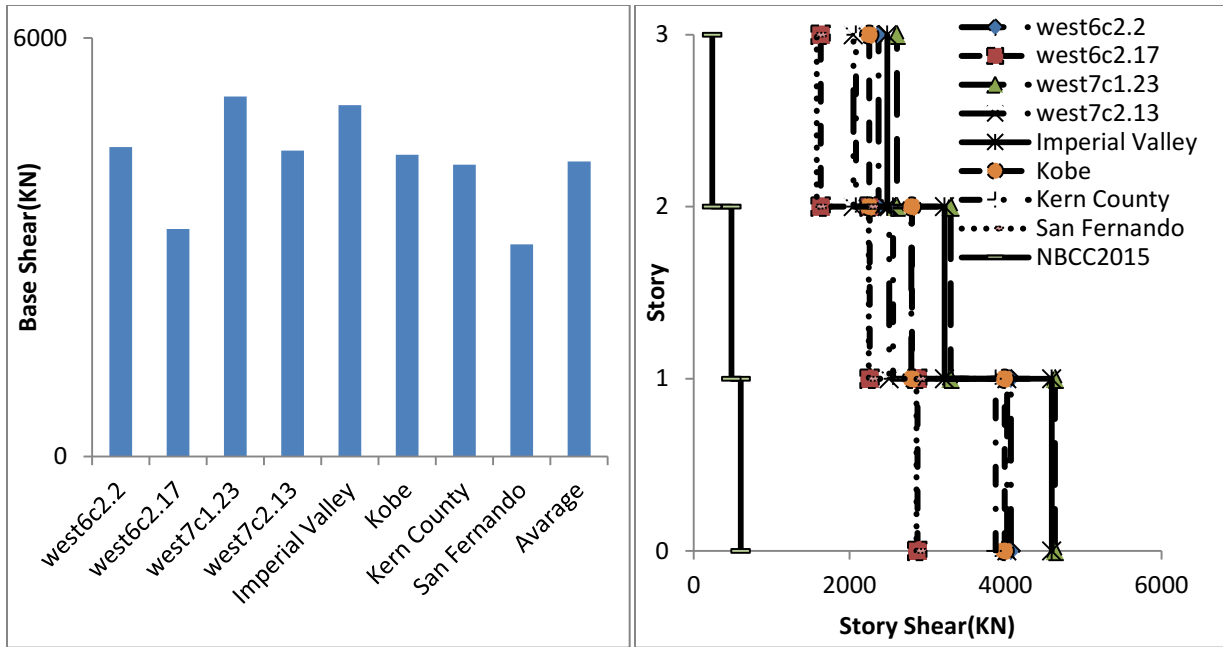 6000
0
Base Shear(KN)
west6c2.2
west6c2.17
west7c1.23
west7c2.13
Imperial Valley
Kobe
Kern County
San Fernando
Avarage
3
2
1
0
Story
0
2000
4000
6000
Story Shear(KN)
west6c2.2
west6c2.17
west7c1.23
west7c2.13
Imperial Valley
Kobe
Kern County
San Fernando
NBCC2015